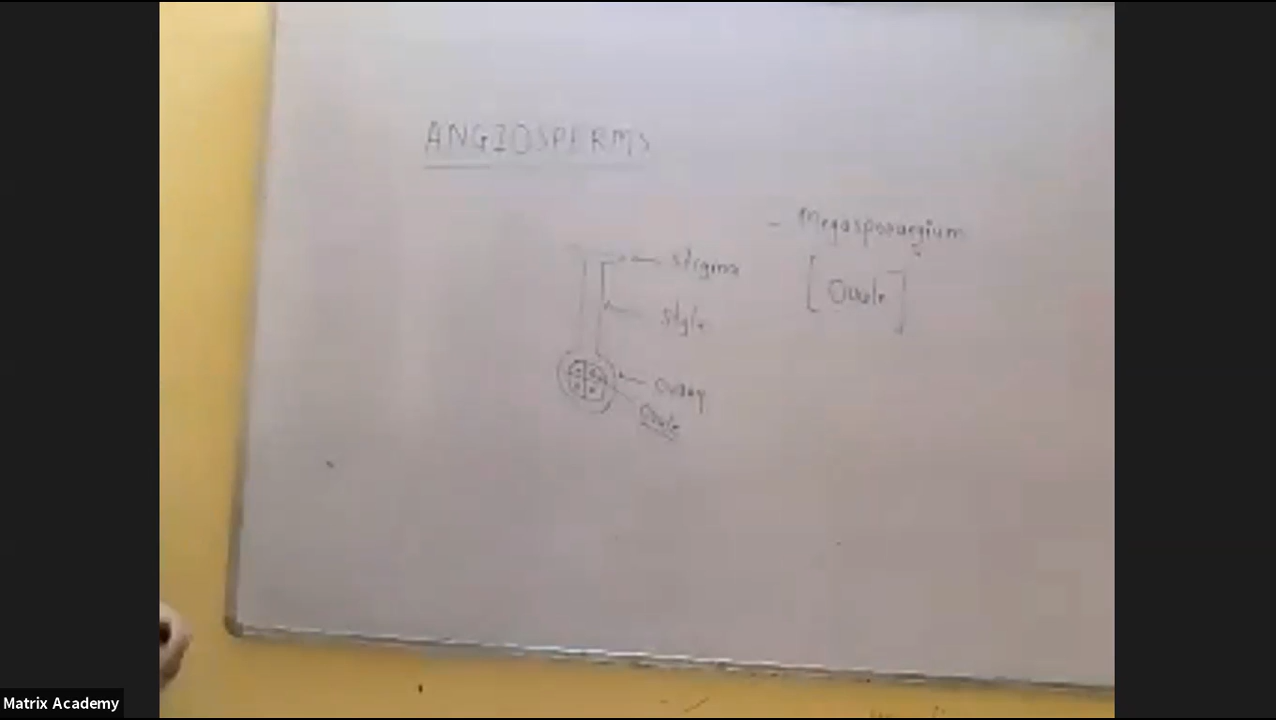 ANGIOSPERMS
- Megasporangium
[ Ovule ]
stigma
style
ovary
Ovule
Matrix Academy